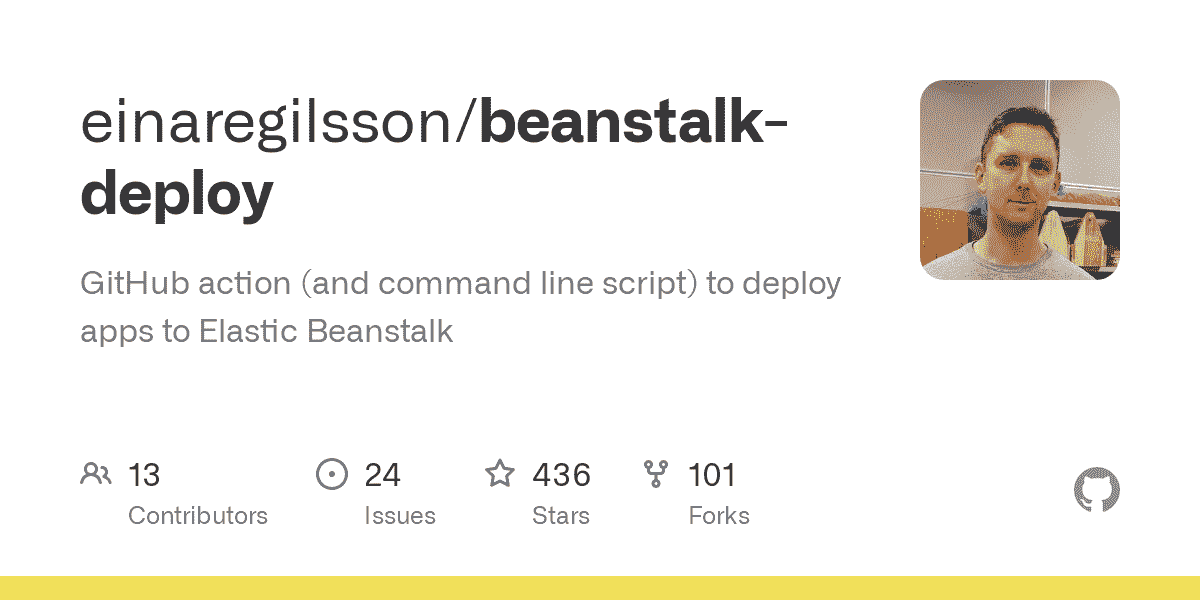 einaregilsson/beanstalk-
deploy
GitHub action (and command line script) to deploy
apps to Elastic Beanstalk
13 24 436 101
Contributors Issues Stars Forks